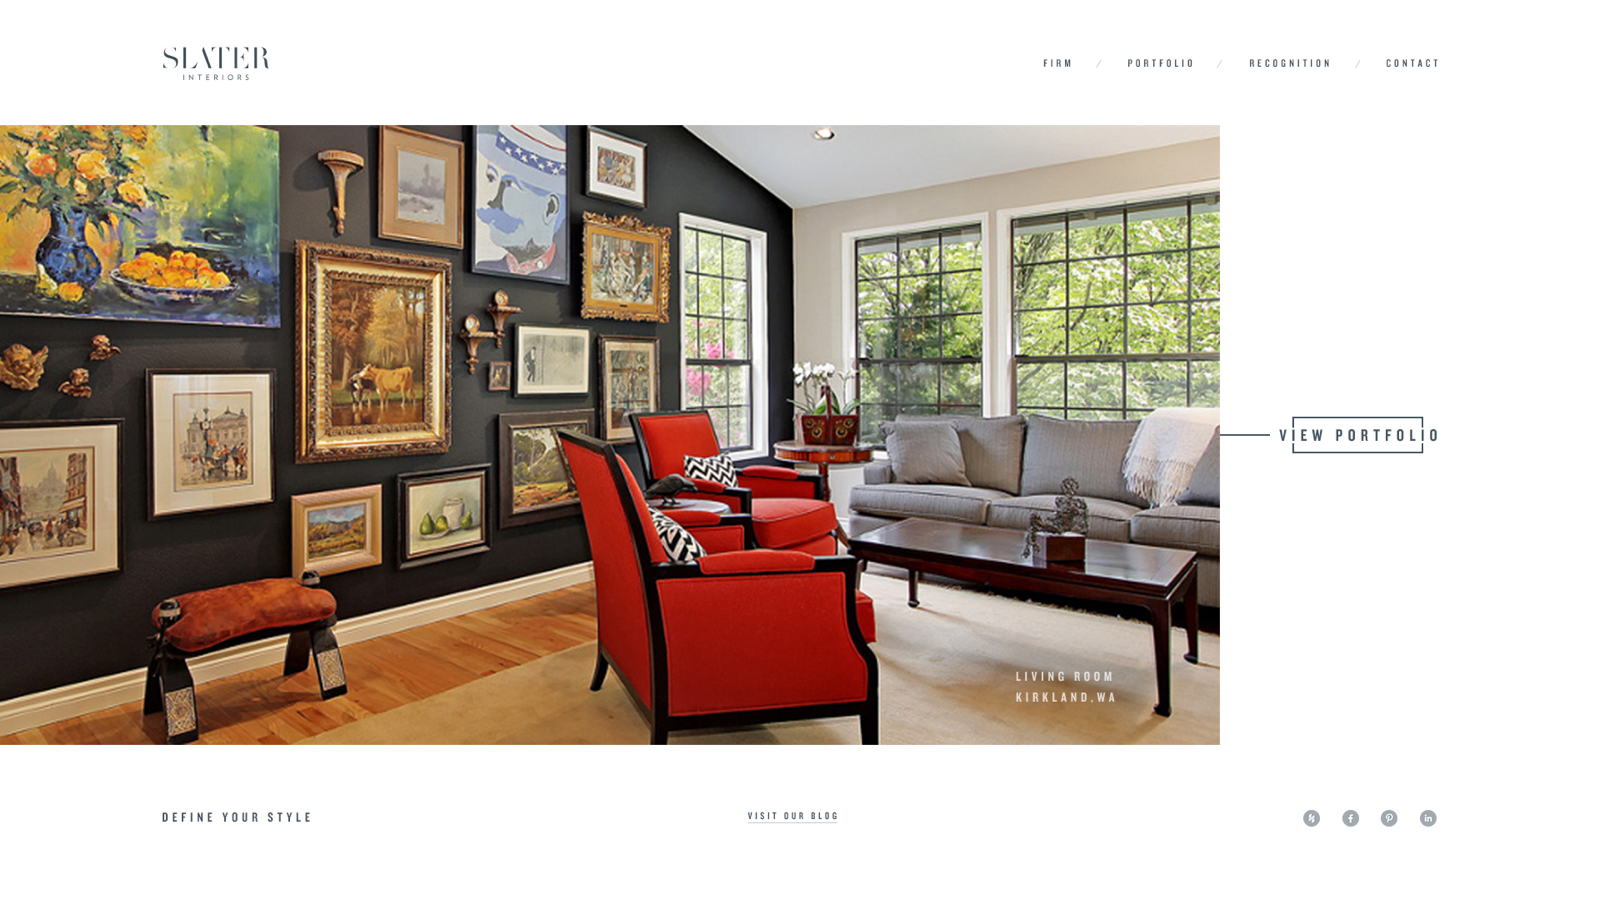 SLATER
INTERIORS
FIRM / PORTFOLIO / RECOGNITION / CONTACT
VIEW PORTFOLIO
LIVING ROOM
KIRKLAND, WA
DEFINE YOUR STYLE
VISIT OUR BLOG